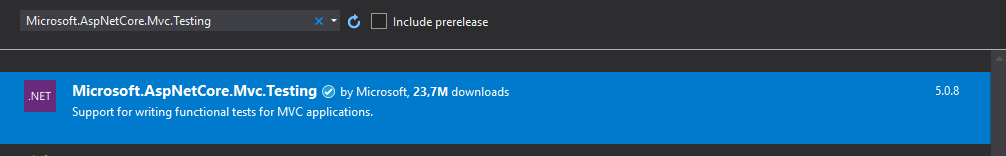 Microsoft.AspNetCore.Mvc.Testing
Include prerelease
.NET
Microsoft.AspNetCore.Mvc.Testing by Microsoft, 23,7M downloads
5.0.8
Support for writing functional tests for MVC applications.